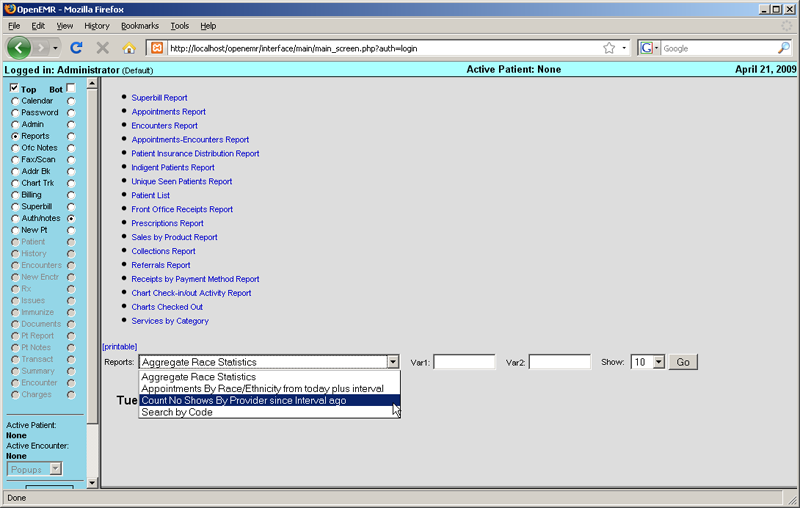 OpenEMR - Mozilla Firefox
File Edit View History Bookmarks Tools Help
http://localhost/openemr/interface/main/main_screen.php?auth=login
Google
Logged in: Administrator (Default) Active Patient: None April 21, 2009
Top Bot
Calendar
Password
Admin
Reports
Ofc Notes
Fax/Scan
Addr Bk
Chart Trk
Billing
Superbill
Auth/notes
New Pt
Patient
History
Encounters
New Enctr
Rx
Issues
Immunize
Documents
Pt Report
Pt Notes
Transact
Summary
Encounter
Charges
Active Patient:
None
Active Encounter:
None
Popups
Superbill Report
Appointments Report
Encounters Report
Appointments-Encounters Report
Patient Insurance Distribution Report
Indigent Patients Report
Unique Seen Patients Report
Patient List
Front Office Receipts Report
Prescriptions Report
Sales by Product Report
Collections Report
Referrals Report
Receipts by Payment Method Report
Chart Check-in/out Activity Report
Charts Checked Out
Services by Category
[printable]
Reports: Aggregate Race Statistics Var1: Var2: Show: 10 Go
Aggregate Race Statistics
Appointments By Race/Ethnicity from today plus interval
Count No Shows By Provider since Interval ago
Search by Code
Tue
Done